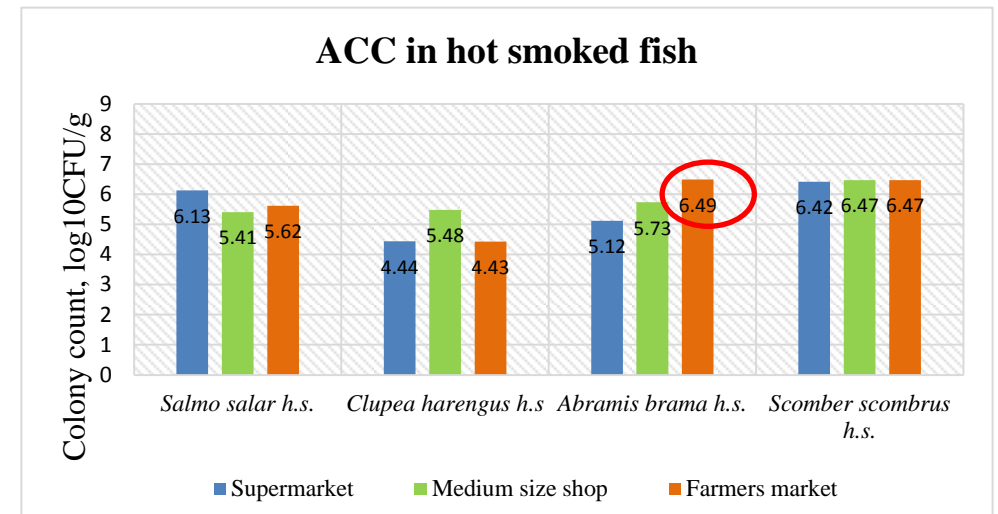 ACC in hot smoked fish
Colony count, log10CFU/g
9
8
7
6
5
4
3
2
1
0
6.13
5.41
5.62
4.44
5.48
4.43
5.12
5.73
6.49
6.42
6.47
6.47
Salmo salar h.s.
Clupea harengus h.s
Abramis brama h.s.
Scomber scombrus
h.s.
Supermarket
Medium size shop
Farmers market